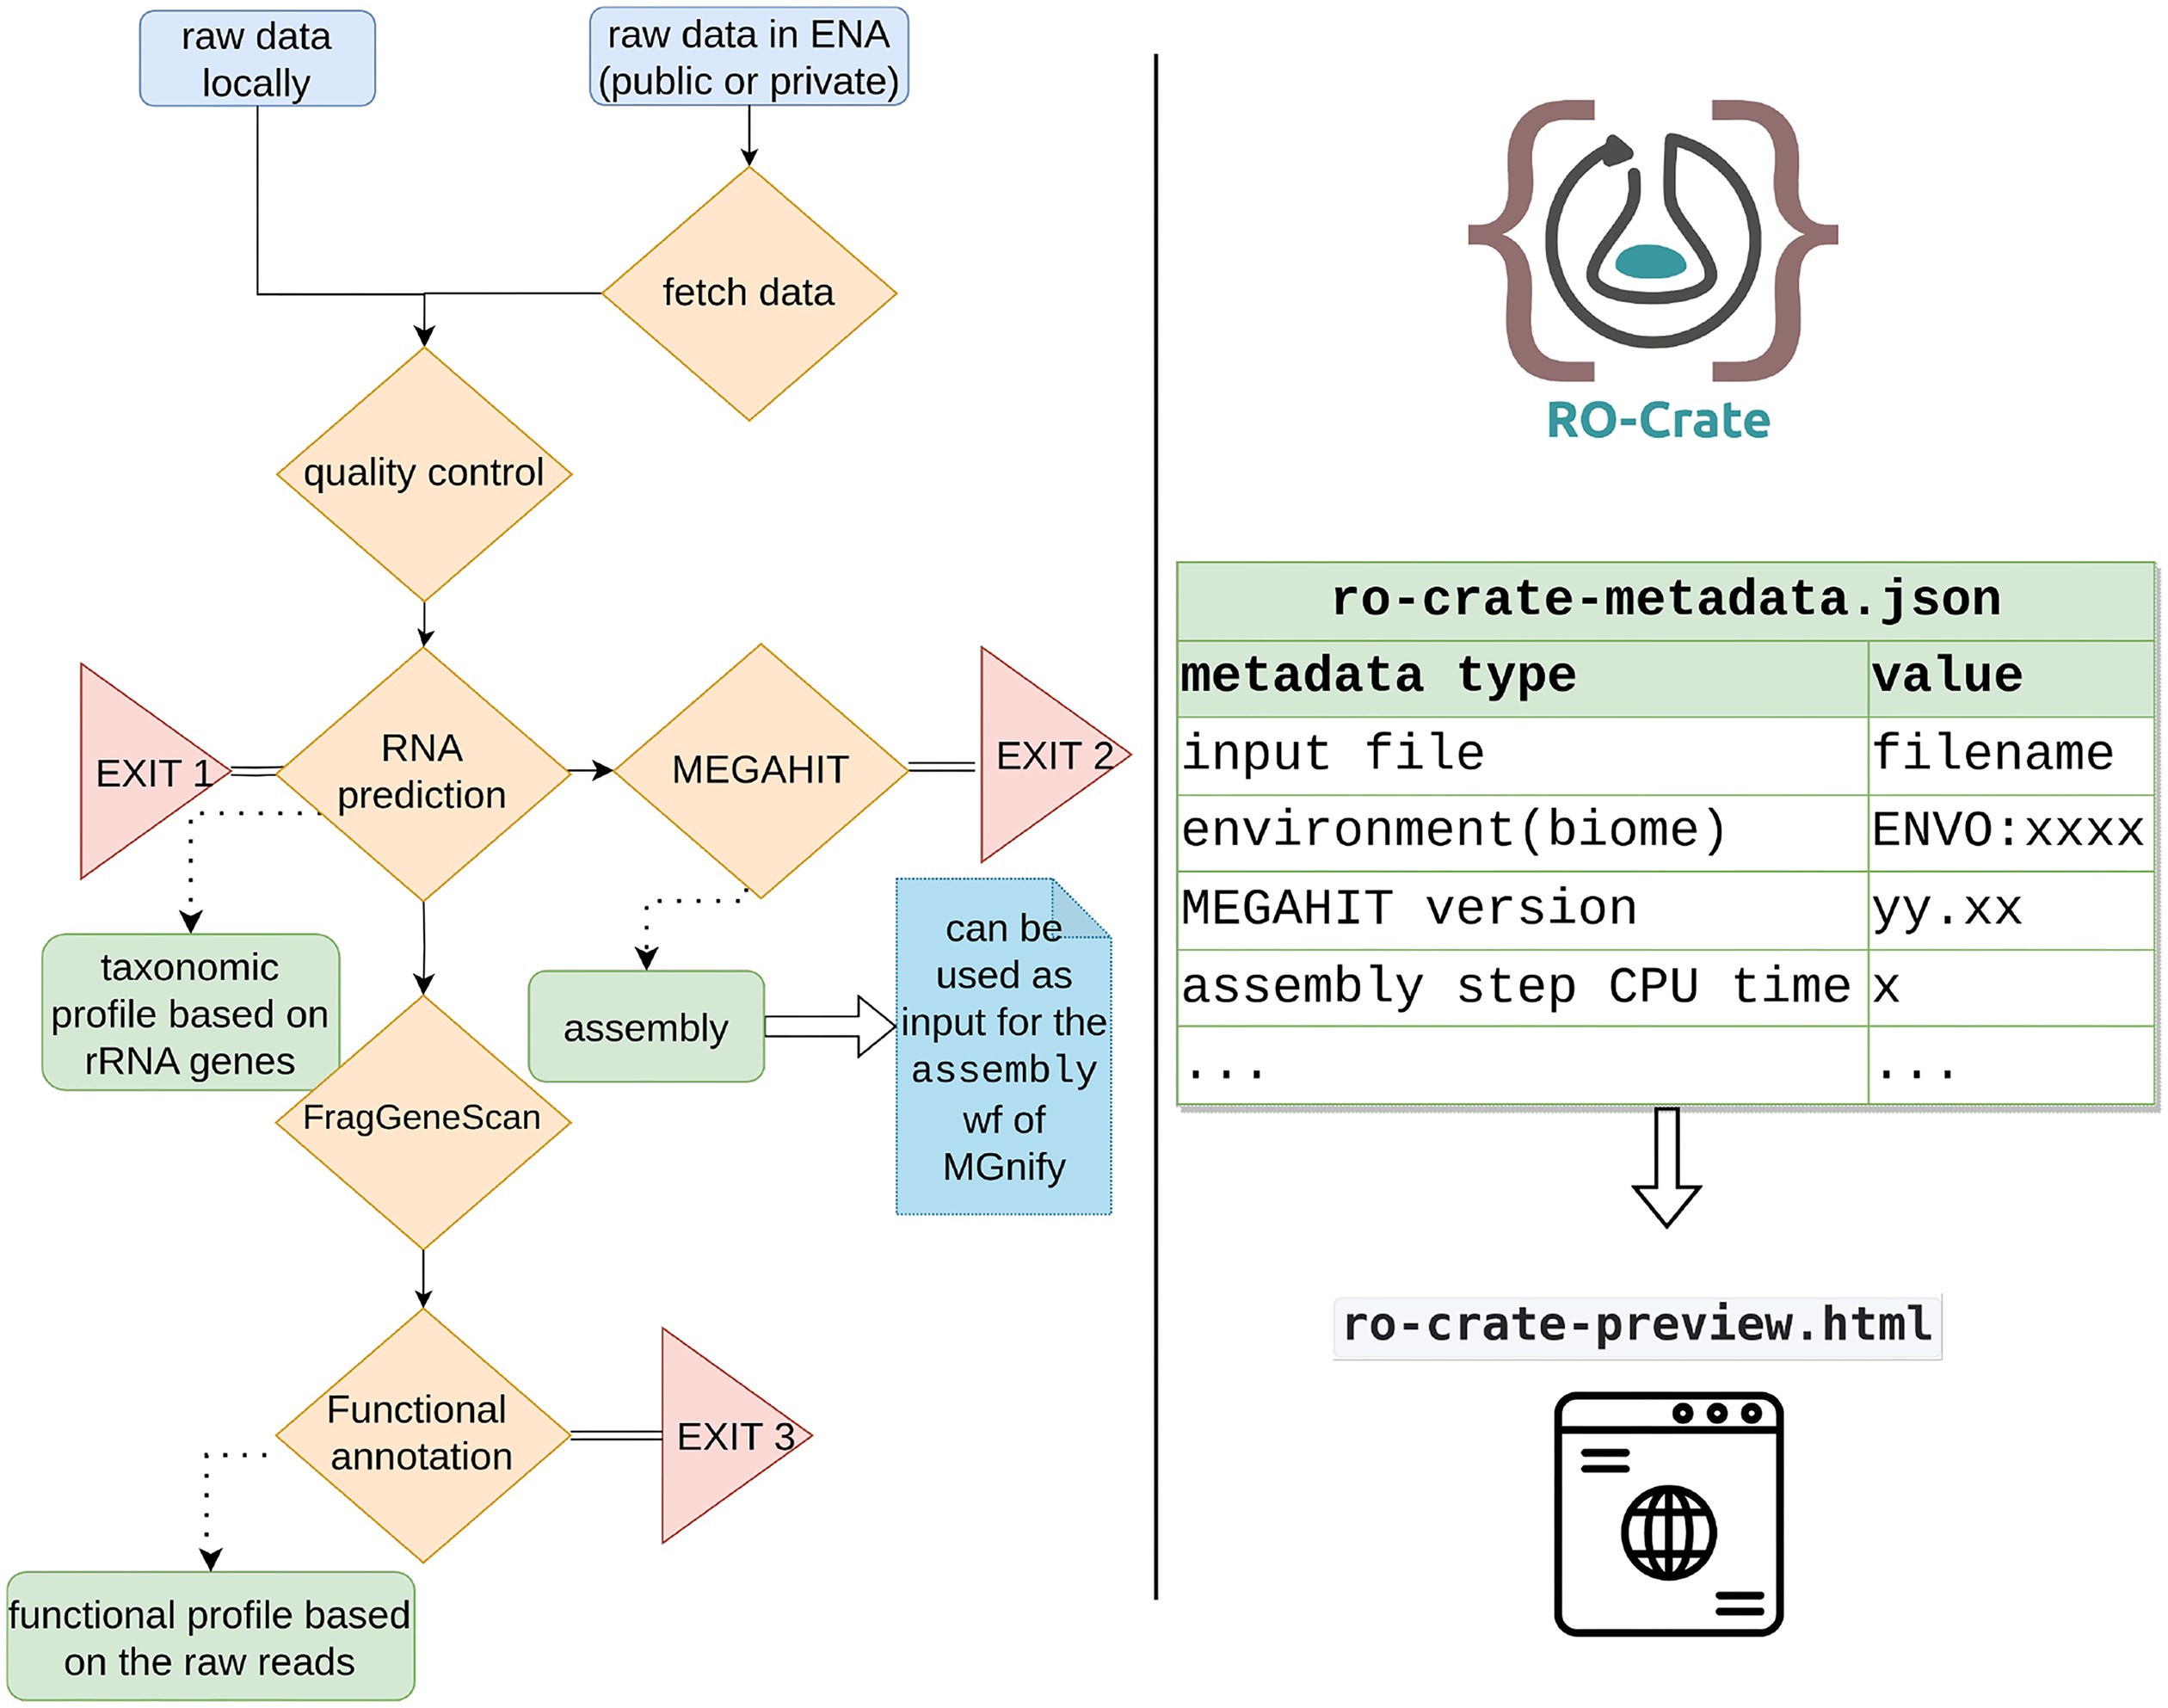 raw data
locally
raw data in ENA
(public or private)
fetch data
quality control
EXIT 1
RNA
prediction
MEGAHIT
EXIT 2
taxonomic
profile based on
rRNA genes
assembly
can be
used as
input for the
assembly
wf of
MGnify
FragGeneScan
Functional
annotation
EXIT 3
functional profile based
on the raw reads
RO-Crate
ro-crate-metadata.json
metadata type value
input file filename
environment(biome) ENVO:xxxx
MEGAHIT version yy.xx
assembly step CPU time x
... ...
ro-crate-preview.html